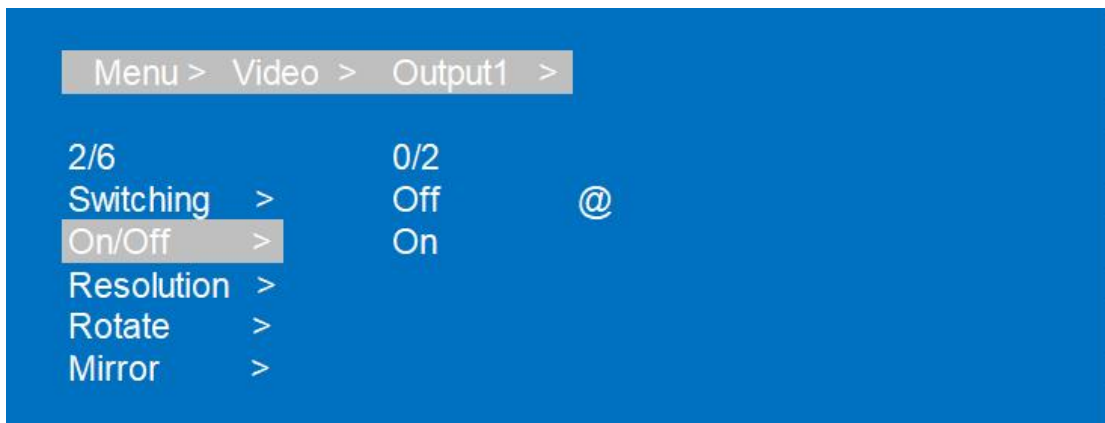 Menu > Video > Output1 >
2/6 0/2
Switching > Off @
On/Off > On
Resolution >
Rotate >
Mirror >